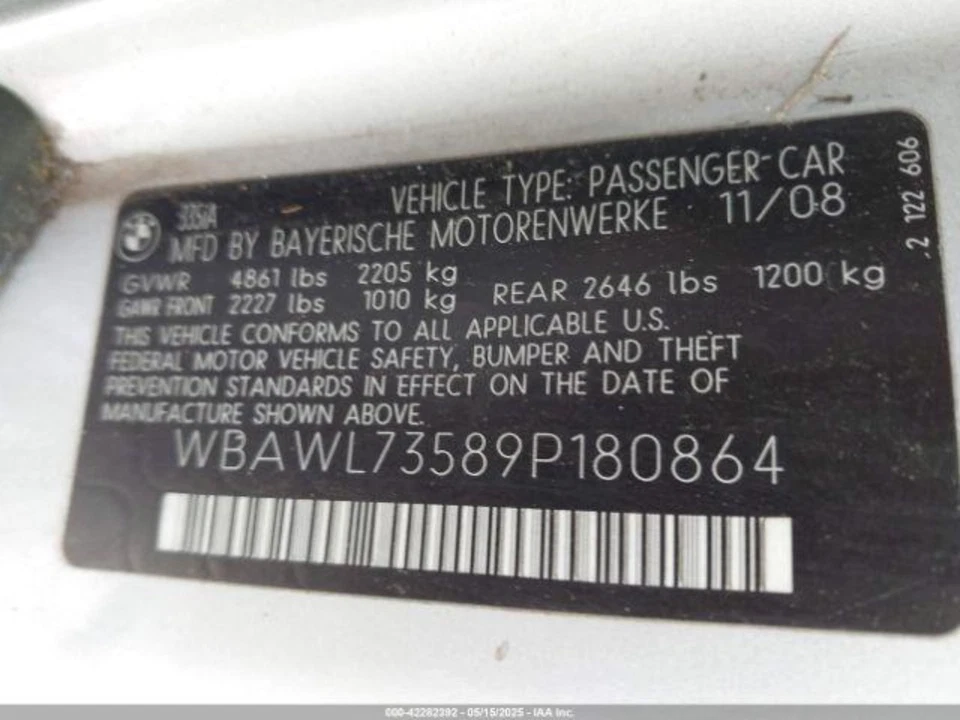 335iA
VEHICLE TYPE: PASSENGER CAR
MFD BY BAYERISCHE MOTORENWERKE 11/08
GVWR 4861 lbs 2205 kg
GAWR FRONT 2227 lbs 1010 kg REAR 2646 lbs 1200 kg
THIS VEHICLE CONFORMS TO ALL APPLICABLE U.S.
FEDERAL MOTOR VEHICLE SAFETY, BUMPER AND THEFT
PREVENTION STANDARDS IN EFFECT ON THE DATE OF
MANUFACTURE SHOWN ABOVE.
WBAWL73589P180864
2 122 606
000-42282392 - 05/15/2025 - IAA Inc.